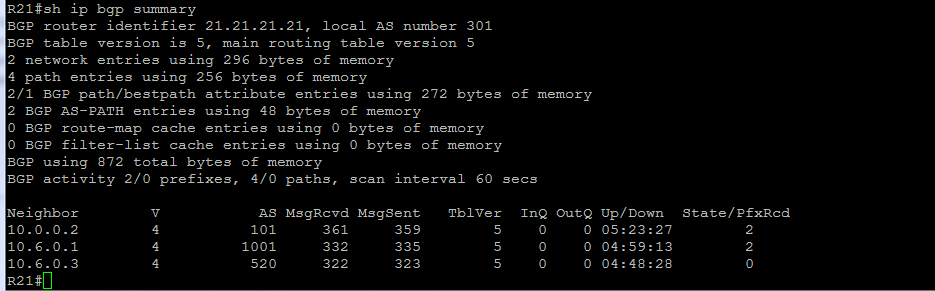 R21#sh ip bgp summary
BGP router identifier 21.21.21.21, local AS number 301
BGP table version is 5, main routing table version 5
2 network entries using 296 bytes of memory
4 path entries using 256 bytes of memory
2/1 BGP path/bestpath attribute entries using 272 bytes of memory
2 BGP AS-PATH entries using 48 bytes of memory
0 BGP route-map cache entries using 0 bytes of memory
0 BGP filter-list cache entries using 0 bytes of memory
BGP using 872 total bytes of memory
BGP activity 2/0 prefixes, 4/0 paths, scan interval 60 secs

Neighbor        V           AS MsgRcvd MsgSent   TblVer  InQ OutQ Up/Down  State/PfxRcd
10.0.0.2        4          101     361     359        5    0    0 05:23:27        2
10.6.0.1        4         1001     332     335        5    0    0 04:59:13        2
10.6.0.3        4          520     322     323        5    0    0 04:48:28        0
R21#